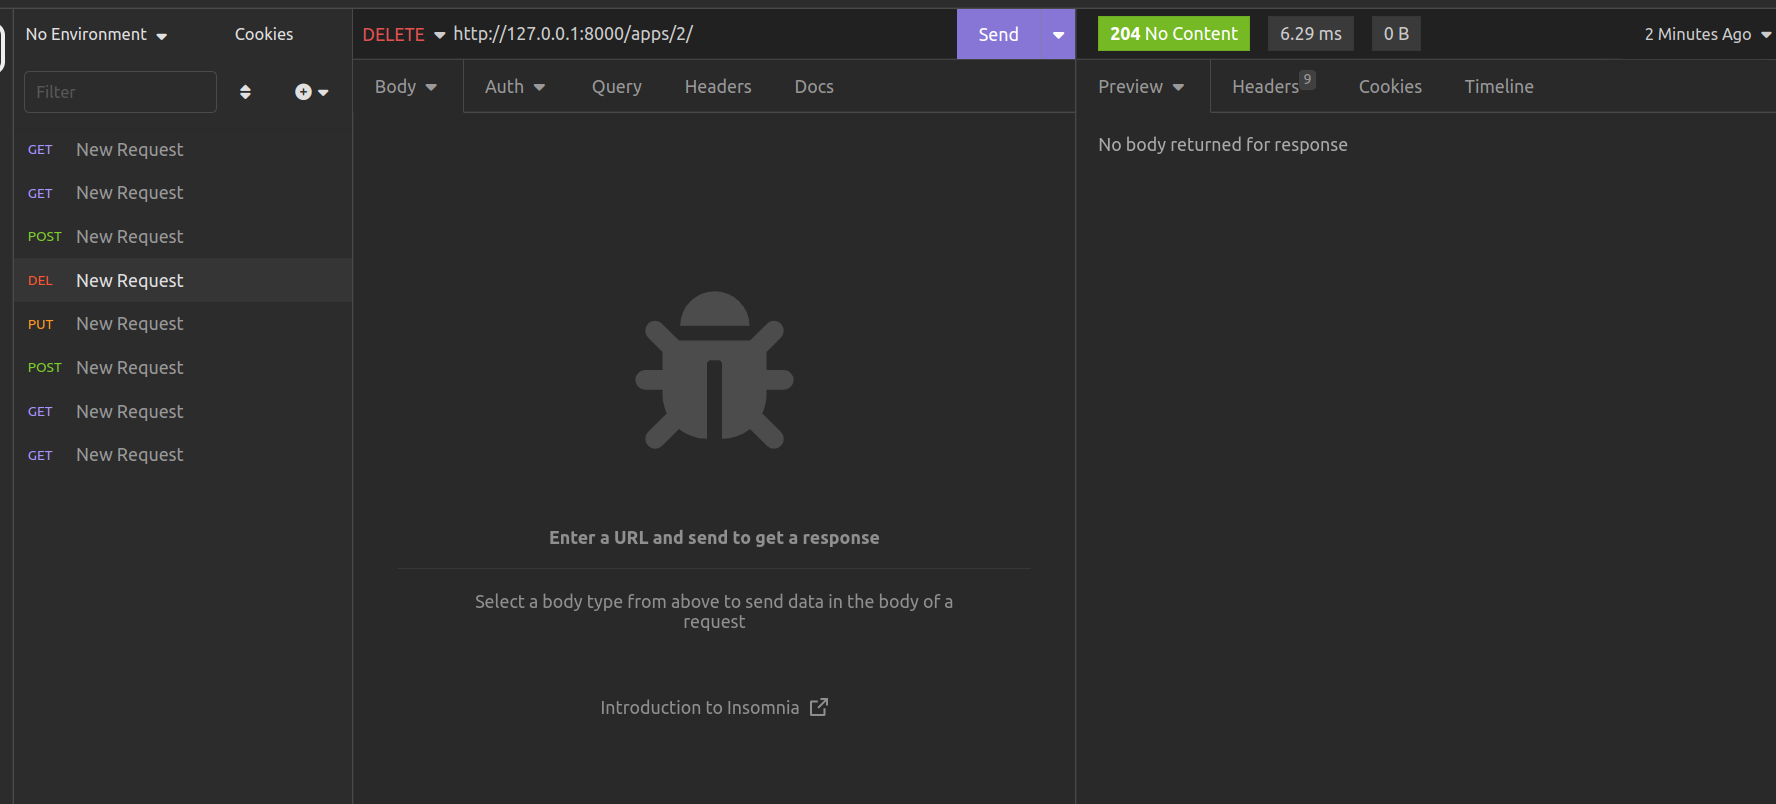 No Environment
Cookies
DELETE http://127.0.0.1:8000/apps/2/
Send
204 No Content
6.29 ms
0 B
2 Minutes Ago
Filter
Body
Auth
Query
Headers
Docs
Preview
Headers 9
Cookies
Timeline
GET New Request
GET New Request
POST New Request
DEL New Request
PUT New Request
POST New Request
GET New Request
GET New Request
Enter a URL and send to get a response
Select a body type from above to send data in the body of a
request
Introduction to Insomnia
No body returned for response